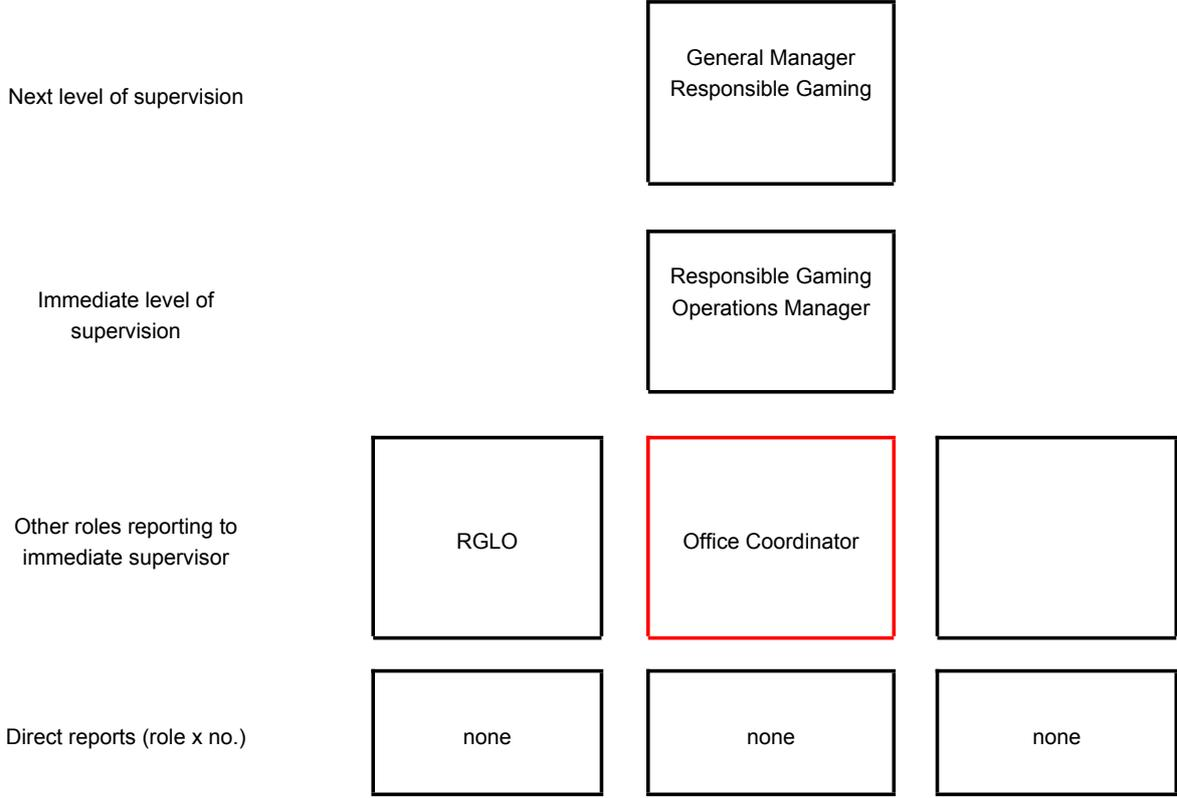 General Manager
Responsible Gaming
Next level of supervision
Responsible Gaming
Operations Manager
Immediate level of
supervision
Other roles reporting to
immediate supervisor
RGLO
Office Coordinator
Direct reports (role x no.)
none
none
none